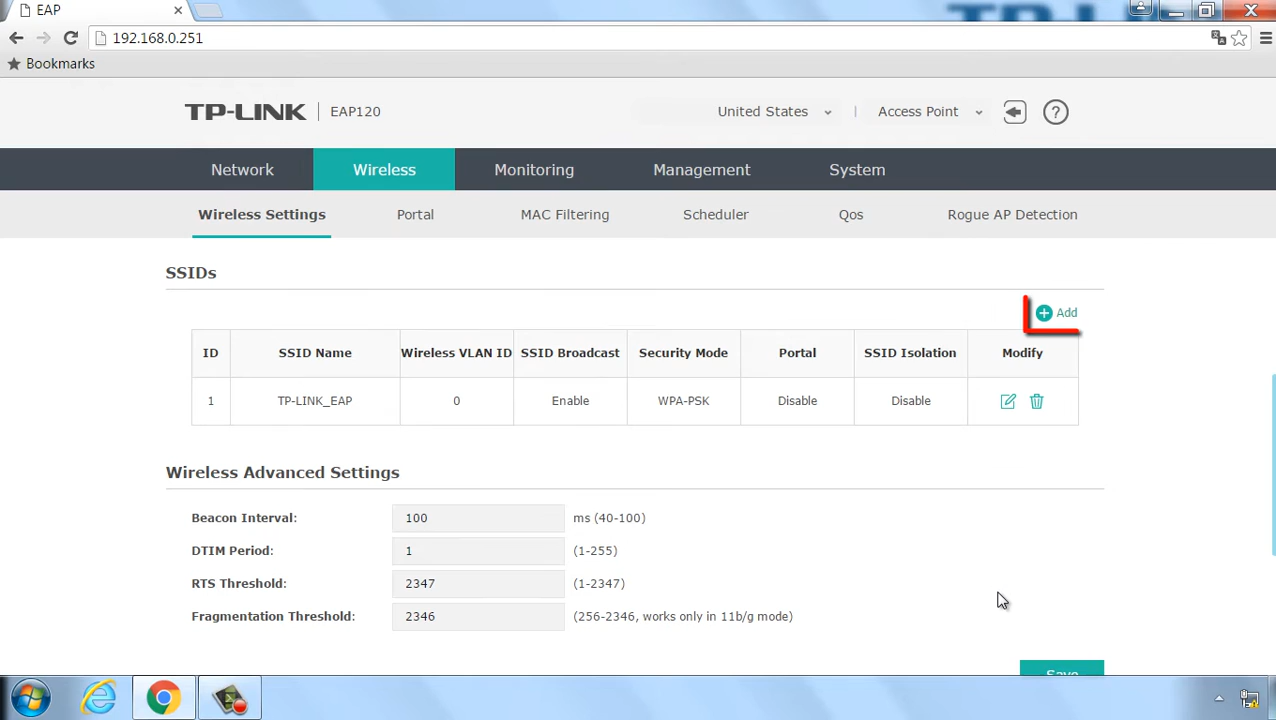 EAP
192.168.0.251
Bookmarks
TP-LINK | EAP120 United States | Access Point ?
Network Wireless Monitoring Management System
Wireless Settings Portal MAC Filtering Scheduler Qos Rogue AP Detection
SSIDs
Add
ID SSID Name Wireless VLAN ID SSID Broadcast Security Mode Portal SSID Isolation Modify
1 TP-LINK_EAP 0 Enable WPA-PSK Disable Disable
Wireless Advanced Settings
Beacon Interval: 100 ms (40-100)
DTIM Period: 1 (1-255)
RTS Threshold: 2347 (1-2347)
Fragmentation Threshold: 2346 (256-2346, works only in 11b/g mode)
Save